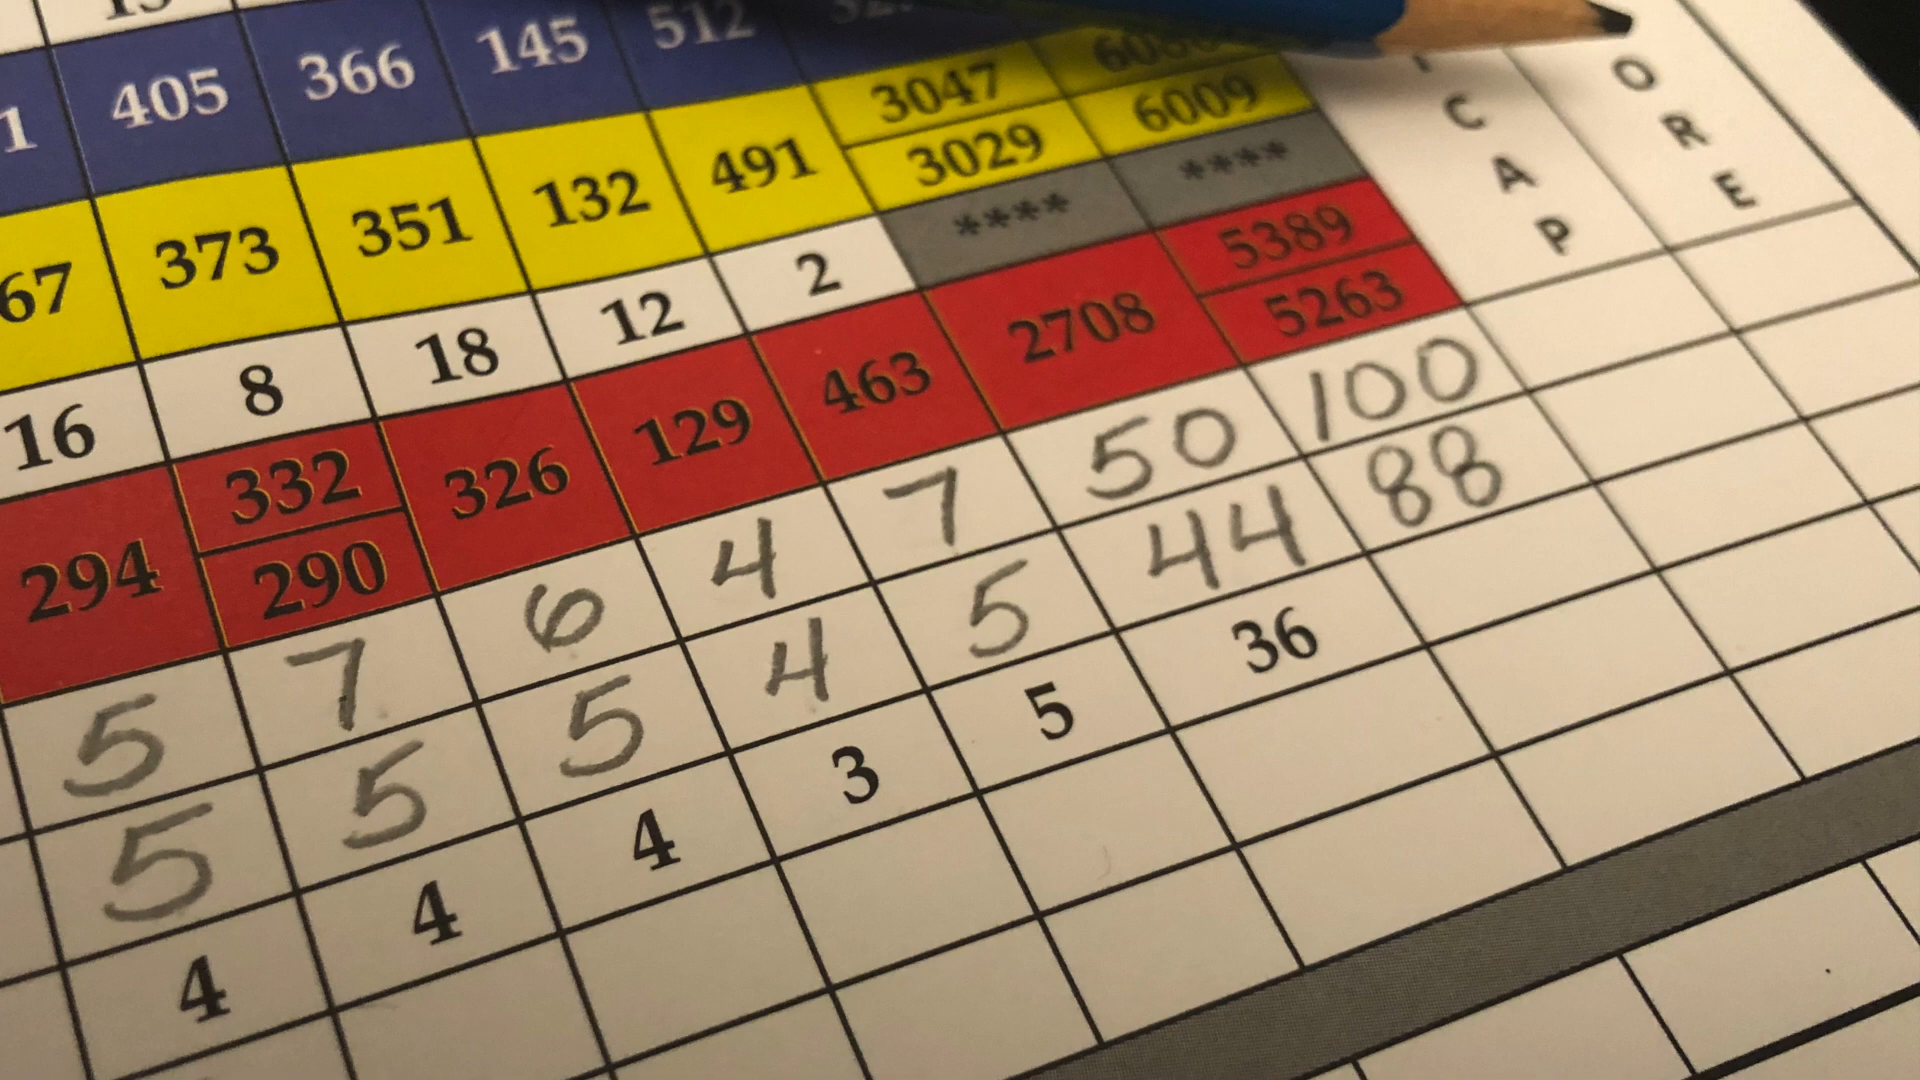 405 366 145 512
3047
67 373 351 132 491 3029 6009
16 8 18 12 2 **** ****
294 332 326 129 463 2708 5389
290 5263
5 7 6 4 7 50 100
5 5 5 4 5 44 88
4 4 4 3 5 36
C
A
P
O
R
E